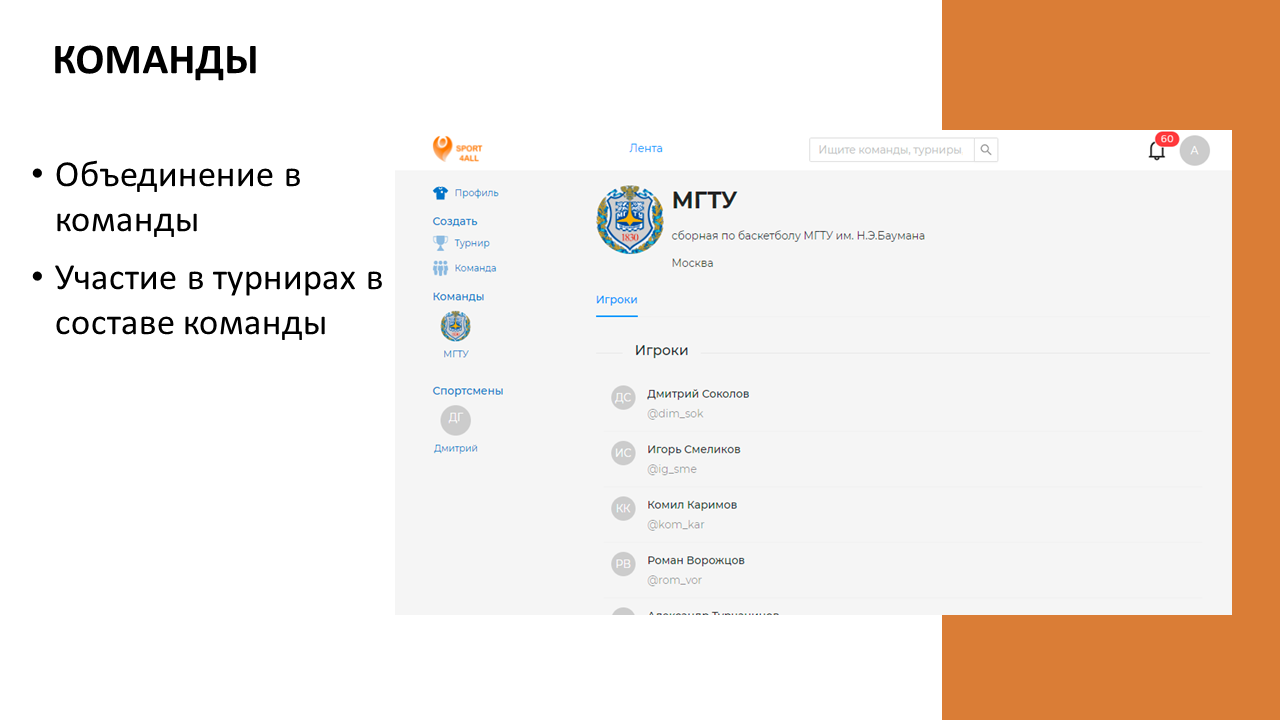 КОМАНДЫ
• Объединение в
команды
• Участие в турнирах в
составе команды
SPORT
4ALL
Лента
Ищите команды, турниры
60
А
Профиль
Создать
Турнир
Команда
Команды
МГТУ
Спортсмены
ДГ
Дмитрий
1830
МГТУ
сборная по баскетболу МГТУ им. Н.Э.Баумана
Москва
Игроки
Игроки
ДС
Дмитрий Соколов
@dim_sok
ИС
Игорь Смеликов
@ig_sme
КК
Комил Каримов
@kom_kar
РВ
Роман Ворожцов
@rom_vor